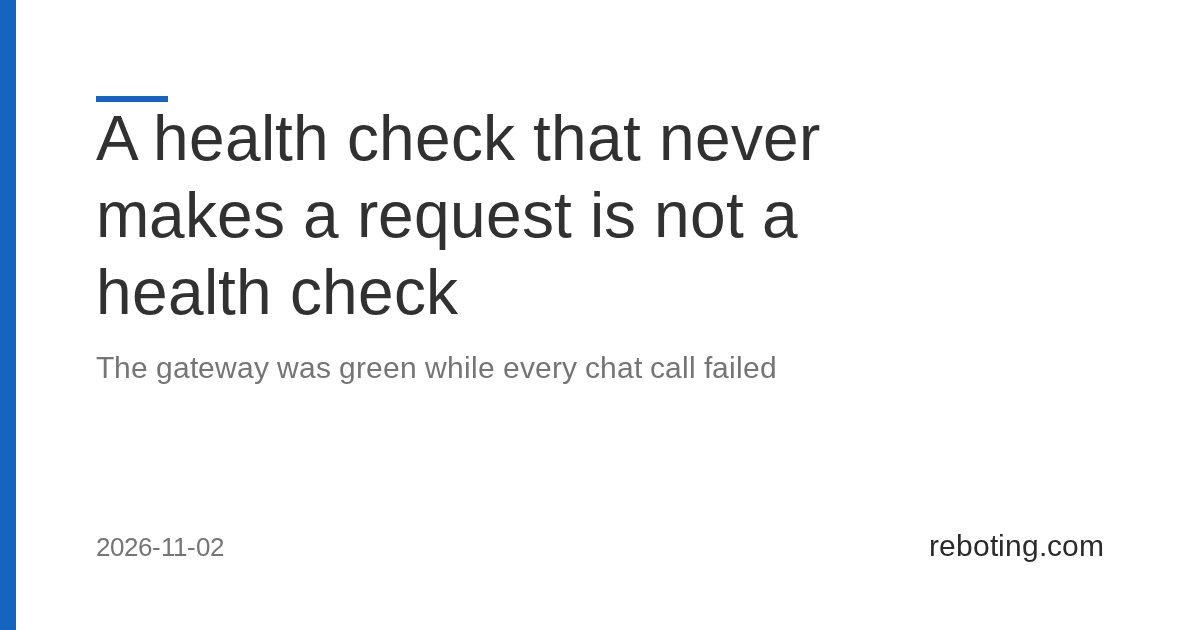 A health check that never
makes a request is not a
health check
The gateway was green while every chat call failed
2026-11-02
reboting.com